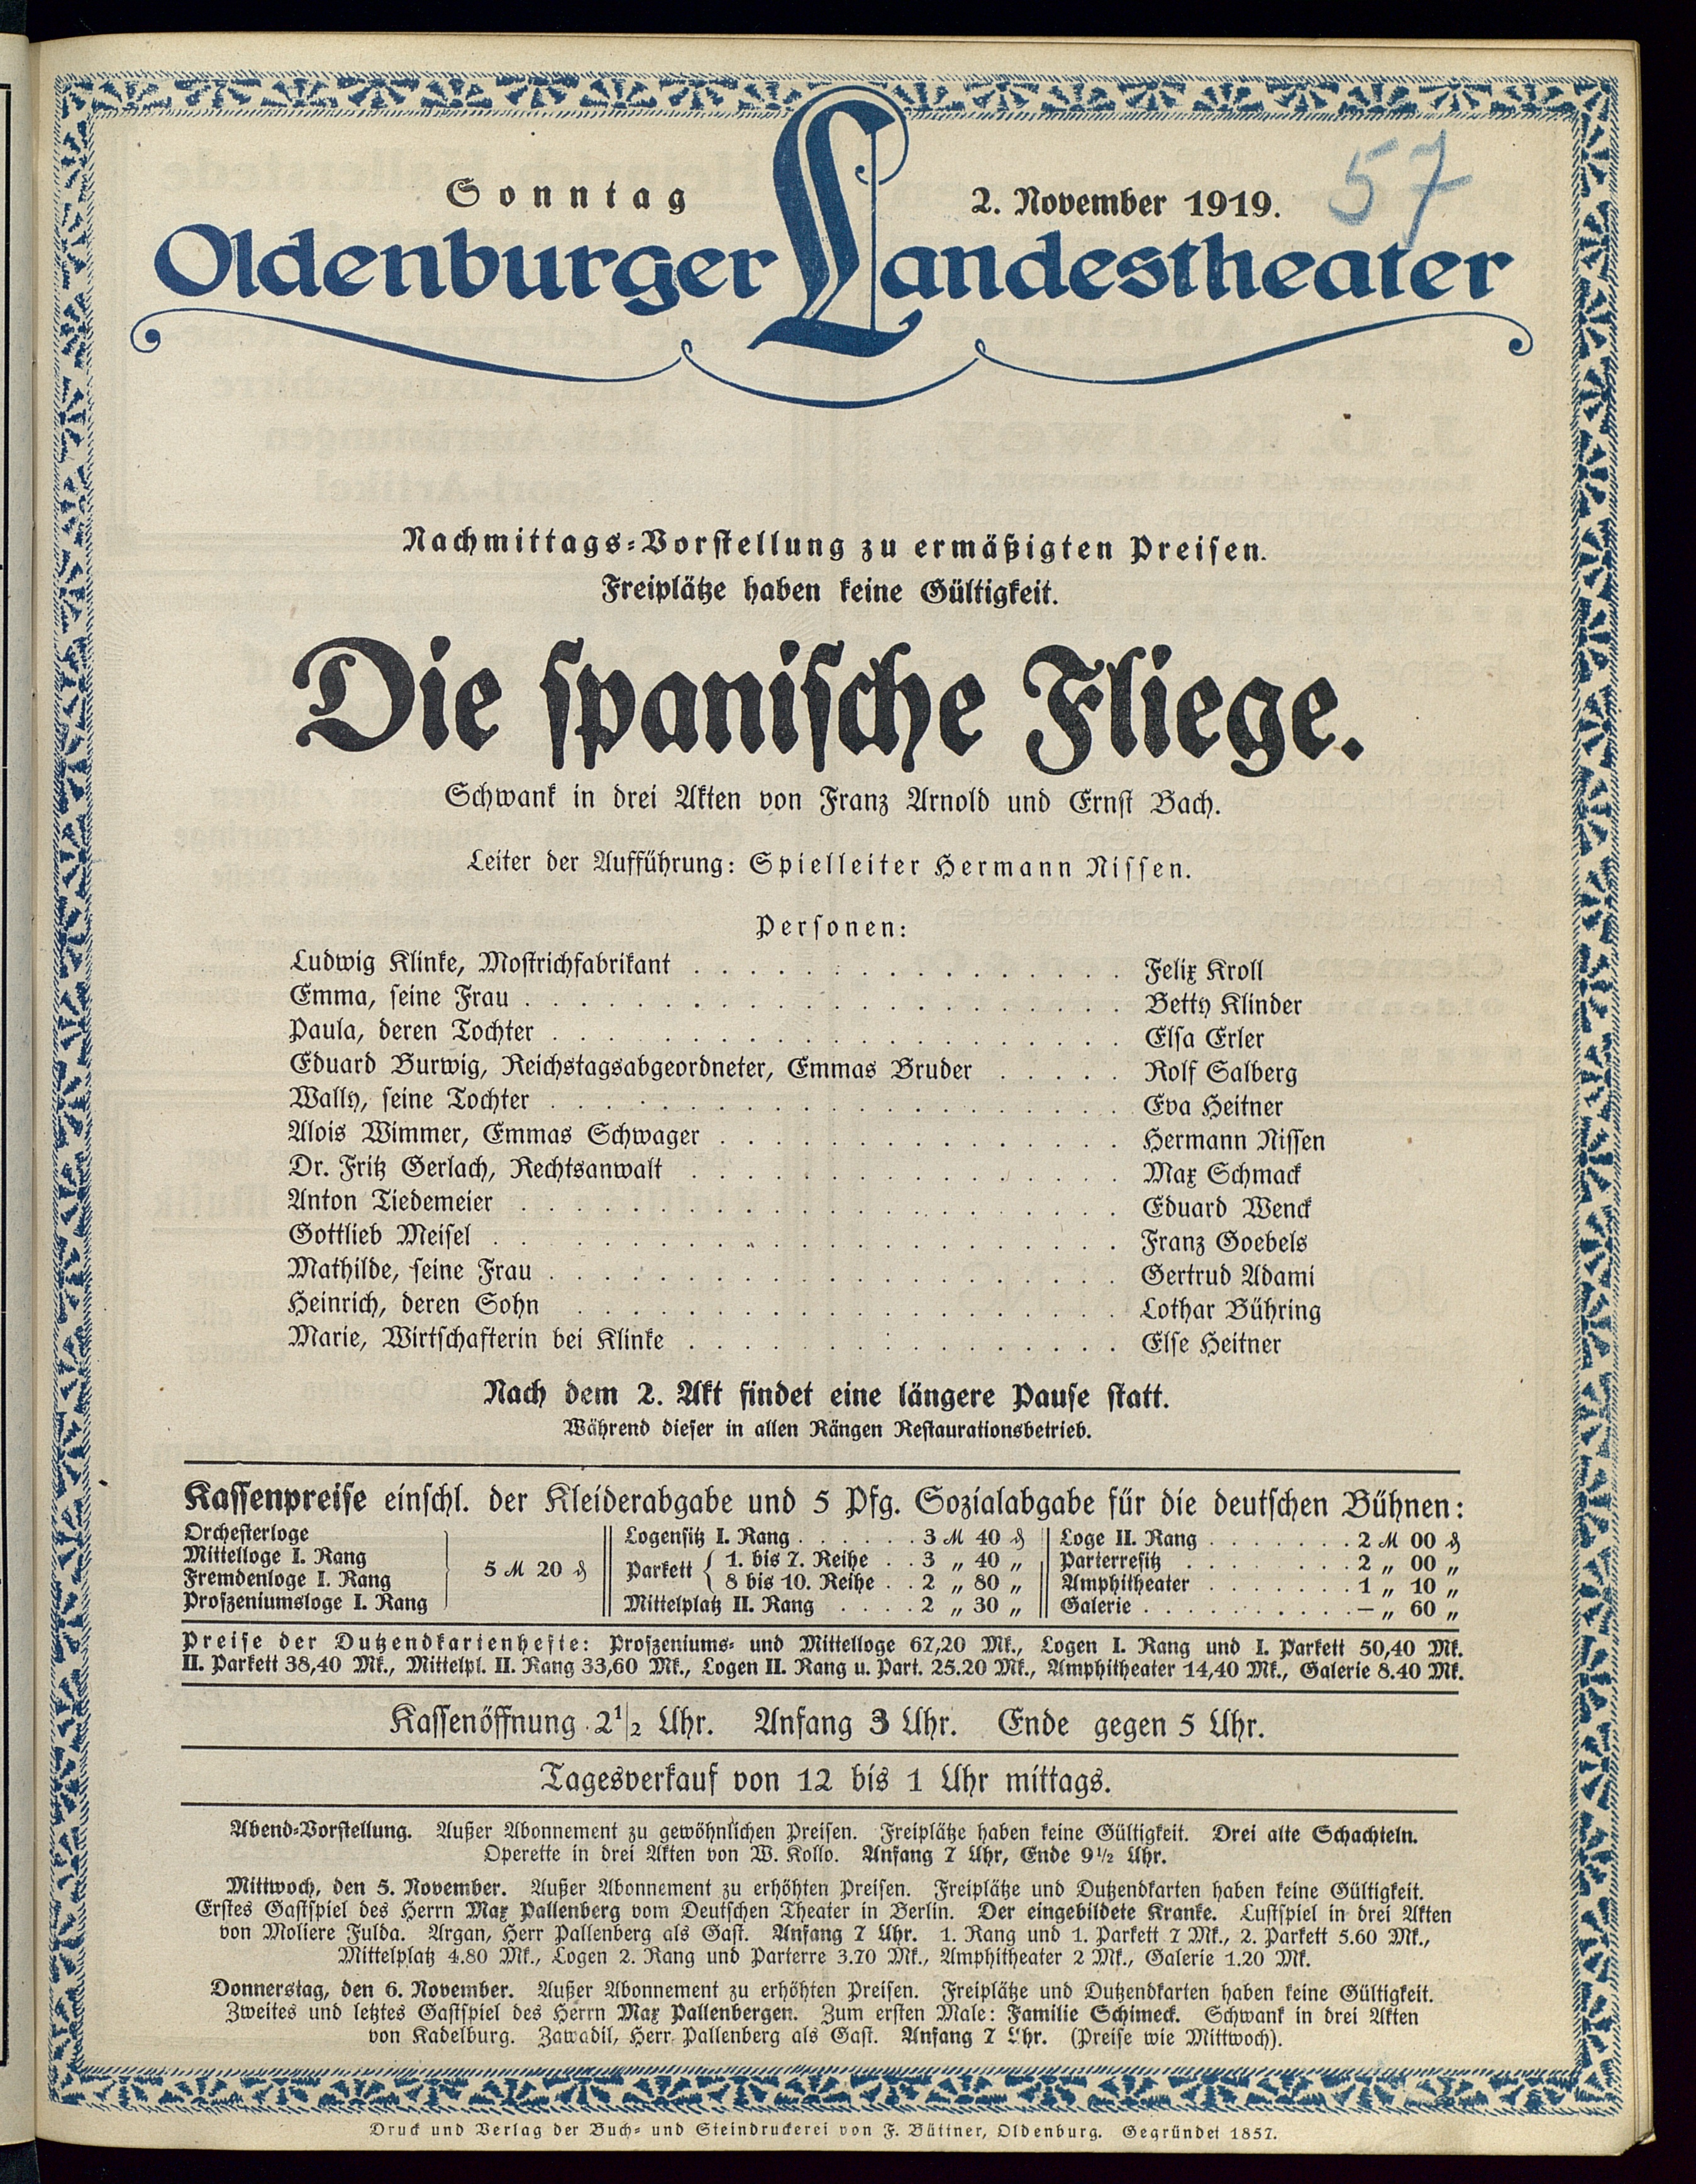 Sonntag
2. November 1919.
57
Oldenburger Landestheater
Nachmittags-Vorstellung zu ermäßigten Preisen.
Freiplätze haben keine Gültigkeit.
Die spanische Fliege.
Schwank in drei Akten von Franz Arnold und Ernst Bach.
Leiter der Aufführung: Spielleiter Hermann Nissen.
Personen:
Ludwig Klinke, Mostrichfabrikant . . . . . . . . . . . . . . . . Felix Kroll
Emma, seine Frau . . . . . . . . . . . . . . . . . . . . . . Betty Klinder
Paula, deren Tochter . . . . . . . . . . . . . . . . . . . . . Elsa Erler
Eduard Burwig, Reichstagsabgeordneter, Emmas Bruder . . . . . Rolf Salberg
Wally, seine Tochter . . . . . . . . . . . . . . . . . . . . . Eva Heitner
Alois Wimmer, Emmas Schwager . . . . . . . . . . . . . . . Hermann Nissen
Dr. Fritz Gerlach, Rechtsanwalt . . . . . . . . . . . . . . . . Max Schmack
Anton Tiedemeier . . . . . . . . . . . . . . . . . . . . . . Eduard Wenck
Gottlieb Meisel . . . . . . . . . . . . . . . . . . . . . . . Franz Goebels
Mathilde, seine Frau . . . . . . . . . . . . . . . . . . . . . Gertrud Adami
Heinrich, deren Sohn . . . . . . . . . . . . . . . . . . . . Lothar Bühring
Marie, Wirtschafterin bei Klinke . . . . . . . . . . . . . . . . Else Heitner
Nach dem 2. Akt findet eine längere Pause statt.
Während dieser in allen Rängen Restaurationsbetrieb.
Kassenpreise einschl. der Kleiderabgabe und 5 Pfg. Sozialabgabe für die deutschen Bühnen:
Orchesterloge
Mittelloge I. Rang
Fremdenloge I. Rang
Proszeniumsloge I. Rang
5 M 20 ₰
Logensitz I. Rang . . . . . . 3 M 40 ₰
Parkett { 1. bis 7. Reihe . . 3 „ 40 „
8 bis 10. Reihe . . 2 „ 80 „
Mittelplatz II. Rang . . . . 2 „ 30 „
Loge II. Rang . . . . . . . 2 M 00 ₰
Parterresitz . . . . . . . . 2 „ 00 „
Amphitheater . . . . . . . 1 „ 10 „
Galerie . . . . . . . . . . — „ 60 „
Preise der Dutzendkartenhefte: Proszeniums- und Mittelloge 67,20 Mk., Logen I. Rang und I. Parkett 50,40 Mk.
II. Parkett 38,40 Mk., Mittelpl. II. Rang 33,60 Mk., Logen II. Rang u. Part. 25.20 Mk., Amphitheater 14,40 Mk., Galerie 8.40 Mk.
Kassenöffnung 2 1/2 Uhr. Anfang 3 Uhr. Ende gegen 5 Uhr.
Tagesverkauf von 12 bis 1 Uhr mittags.
Abend-Vorstellung. Außer Abonnement zu gewöhnlichen Preisen. Freiplätze haben keine Gültigkeit. Drei alte Schachteln.
Operette in drei Akten von W. Kollo. Anfang 7 Uhr, Ende 9 1/2 Uhr.
Mittwoch, den 5. November. Außer Abonnement zu erhöhten Preisen. Freiplätze und Dutzendkarten haben keine Gültigkeit.
Erstes Gastspiel des Herrn Max Pallenberg vom Deutschen Theater in Berlin. Der eingebildete Kranke. Lustspiel in drei Akten
von Moliere Fulda. Argan, Herr Pallenberg als Gast. Anfang 7 Uhr. 1. Rang und 1. Parkett 7 Mk., 2. Parkett 5.60 Mk.,
Mittelplatz 4.80 Mk., Logen 2. Rang und Parterre 3.70 Mk., Amphitheater 2 Mk., Galerie 1.20 Mk.
Donnerstag, den 6. November. Außer Abonnement zu erhöhten Preisen. Freiplätze und Dutzendkarten haben keine Gültigkeit.
Zweites und letztes Gastspiel des Herrn Max Pallenbergen. Zum ersten Male: Familie Schimeck. Schwank in drei Akten
von Kadelburg. Zawadil, Herr Pallenberg als Gast. Anfang 7 Uhr. (Preise wie Mittwoch).
Druck und Verlag der Buch- und Steindruckerei von F. Büttner, Oldenburg. Gegründet 1857.